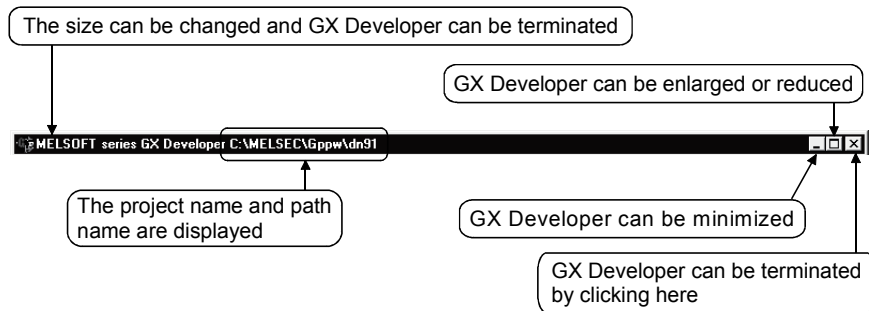 The size can be changed and GX Developer can be terminated
GX Developer can be enlarged or reduced
MELSOFT series GX Developer C:\MELSEC\Gppw\dn91
The project name and path
name are displayed
GX Developer can be minimized
GX Developer can be terminated
by clicking here